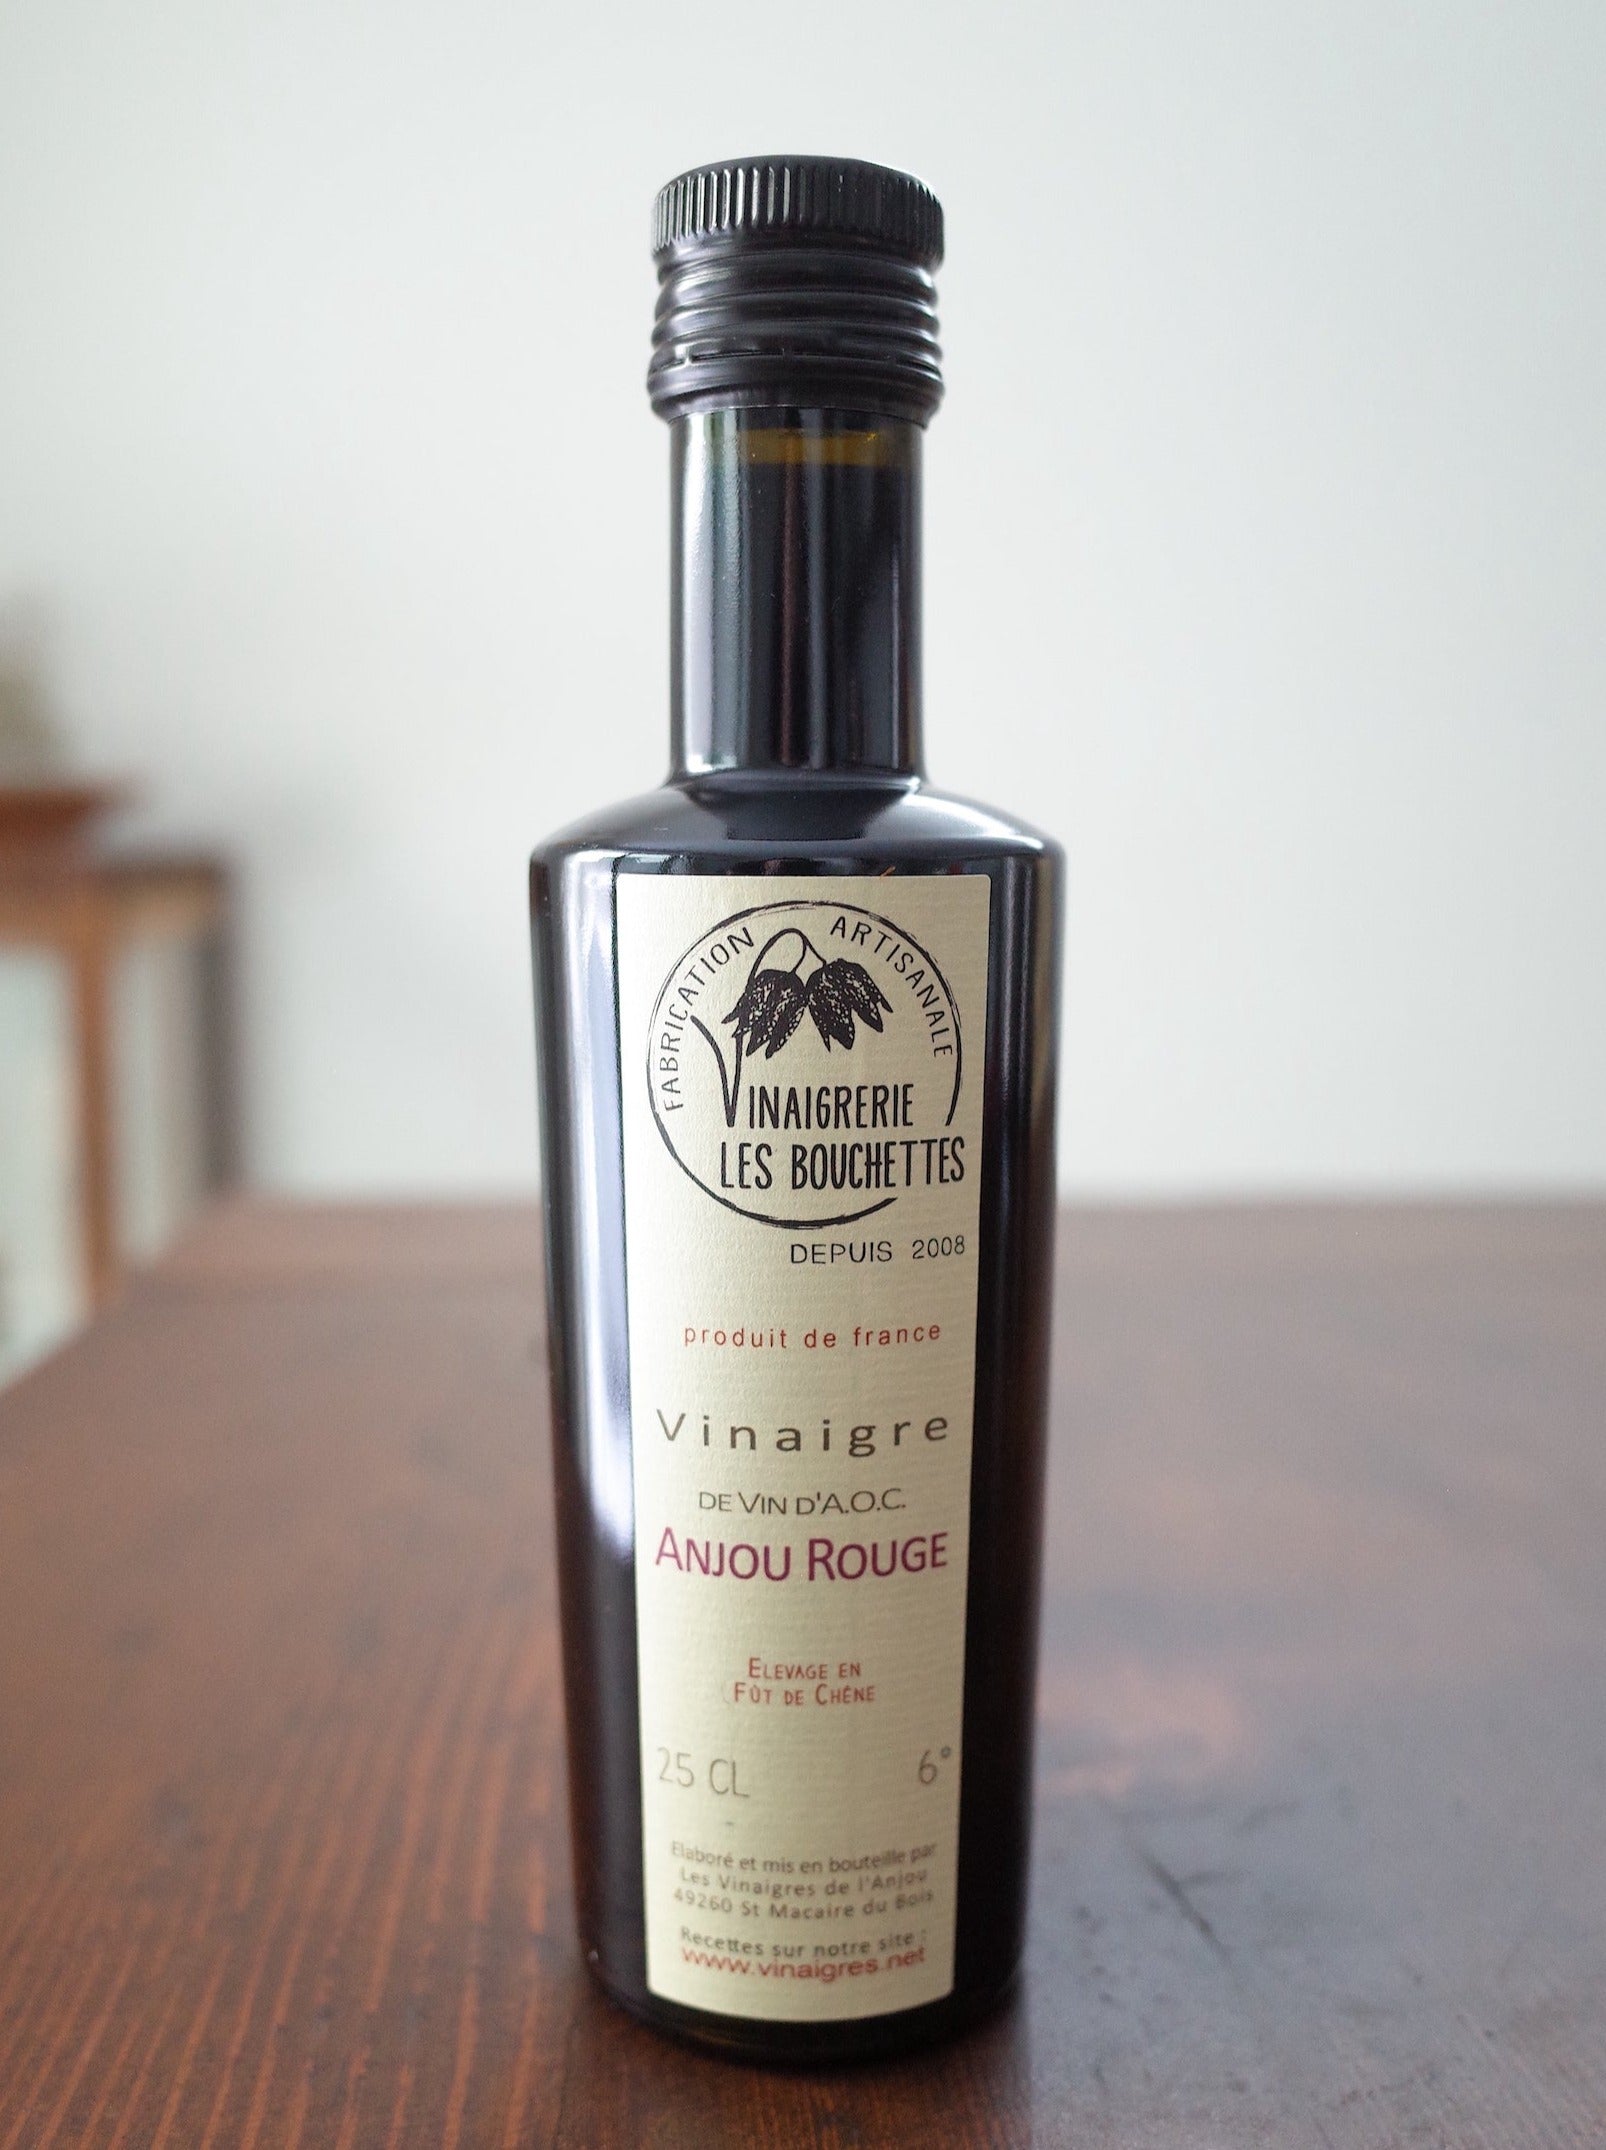 FABRICATION ARTISANALE
VINAIGRERIE
LES BOUCHETTES
DEPUIS 2008
produit de france
Vinaigre
DE VIN D'A.O.C.
ANJOU ROUGE
ELEVAGE EN
FÛT DE CHÊNE
25 CL 6°
Elaboré et mis en bouteille par
Les Vinaigres de l'Anjou
49260 St Macaire du Bois
Recettes sur notre site :
www.vinaigres.net